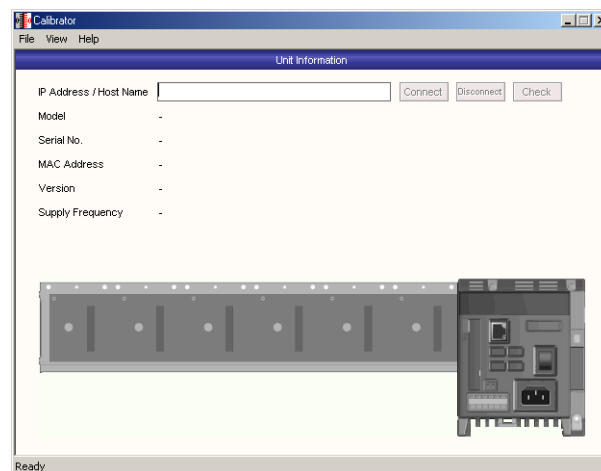 Calibrator
File View Help
Unit Information
IP Address / Host Name Connect Disconnect Check
Model -
Serial No. -
MAC Address -
Version -
Supply Frequency -
Ready